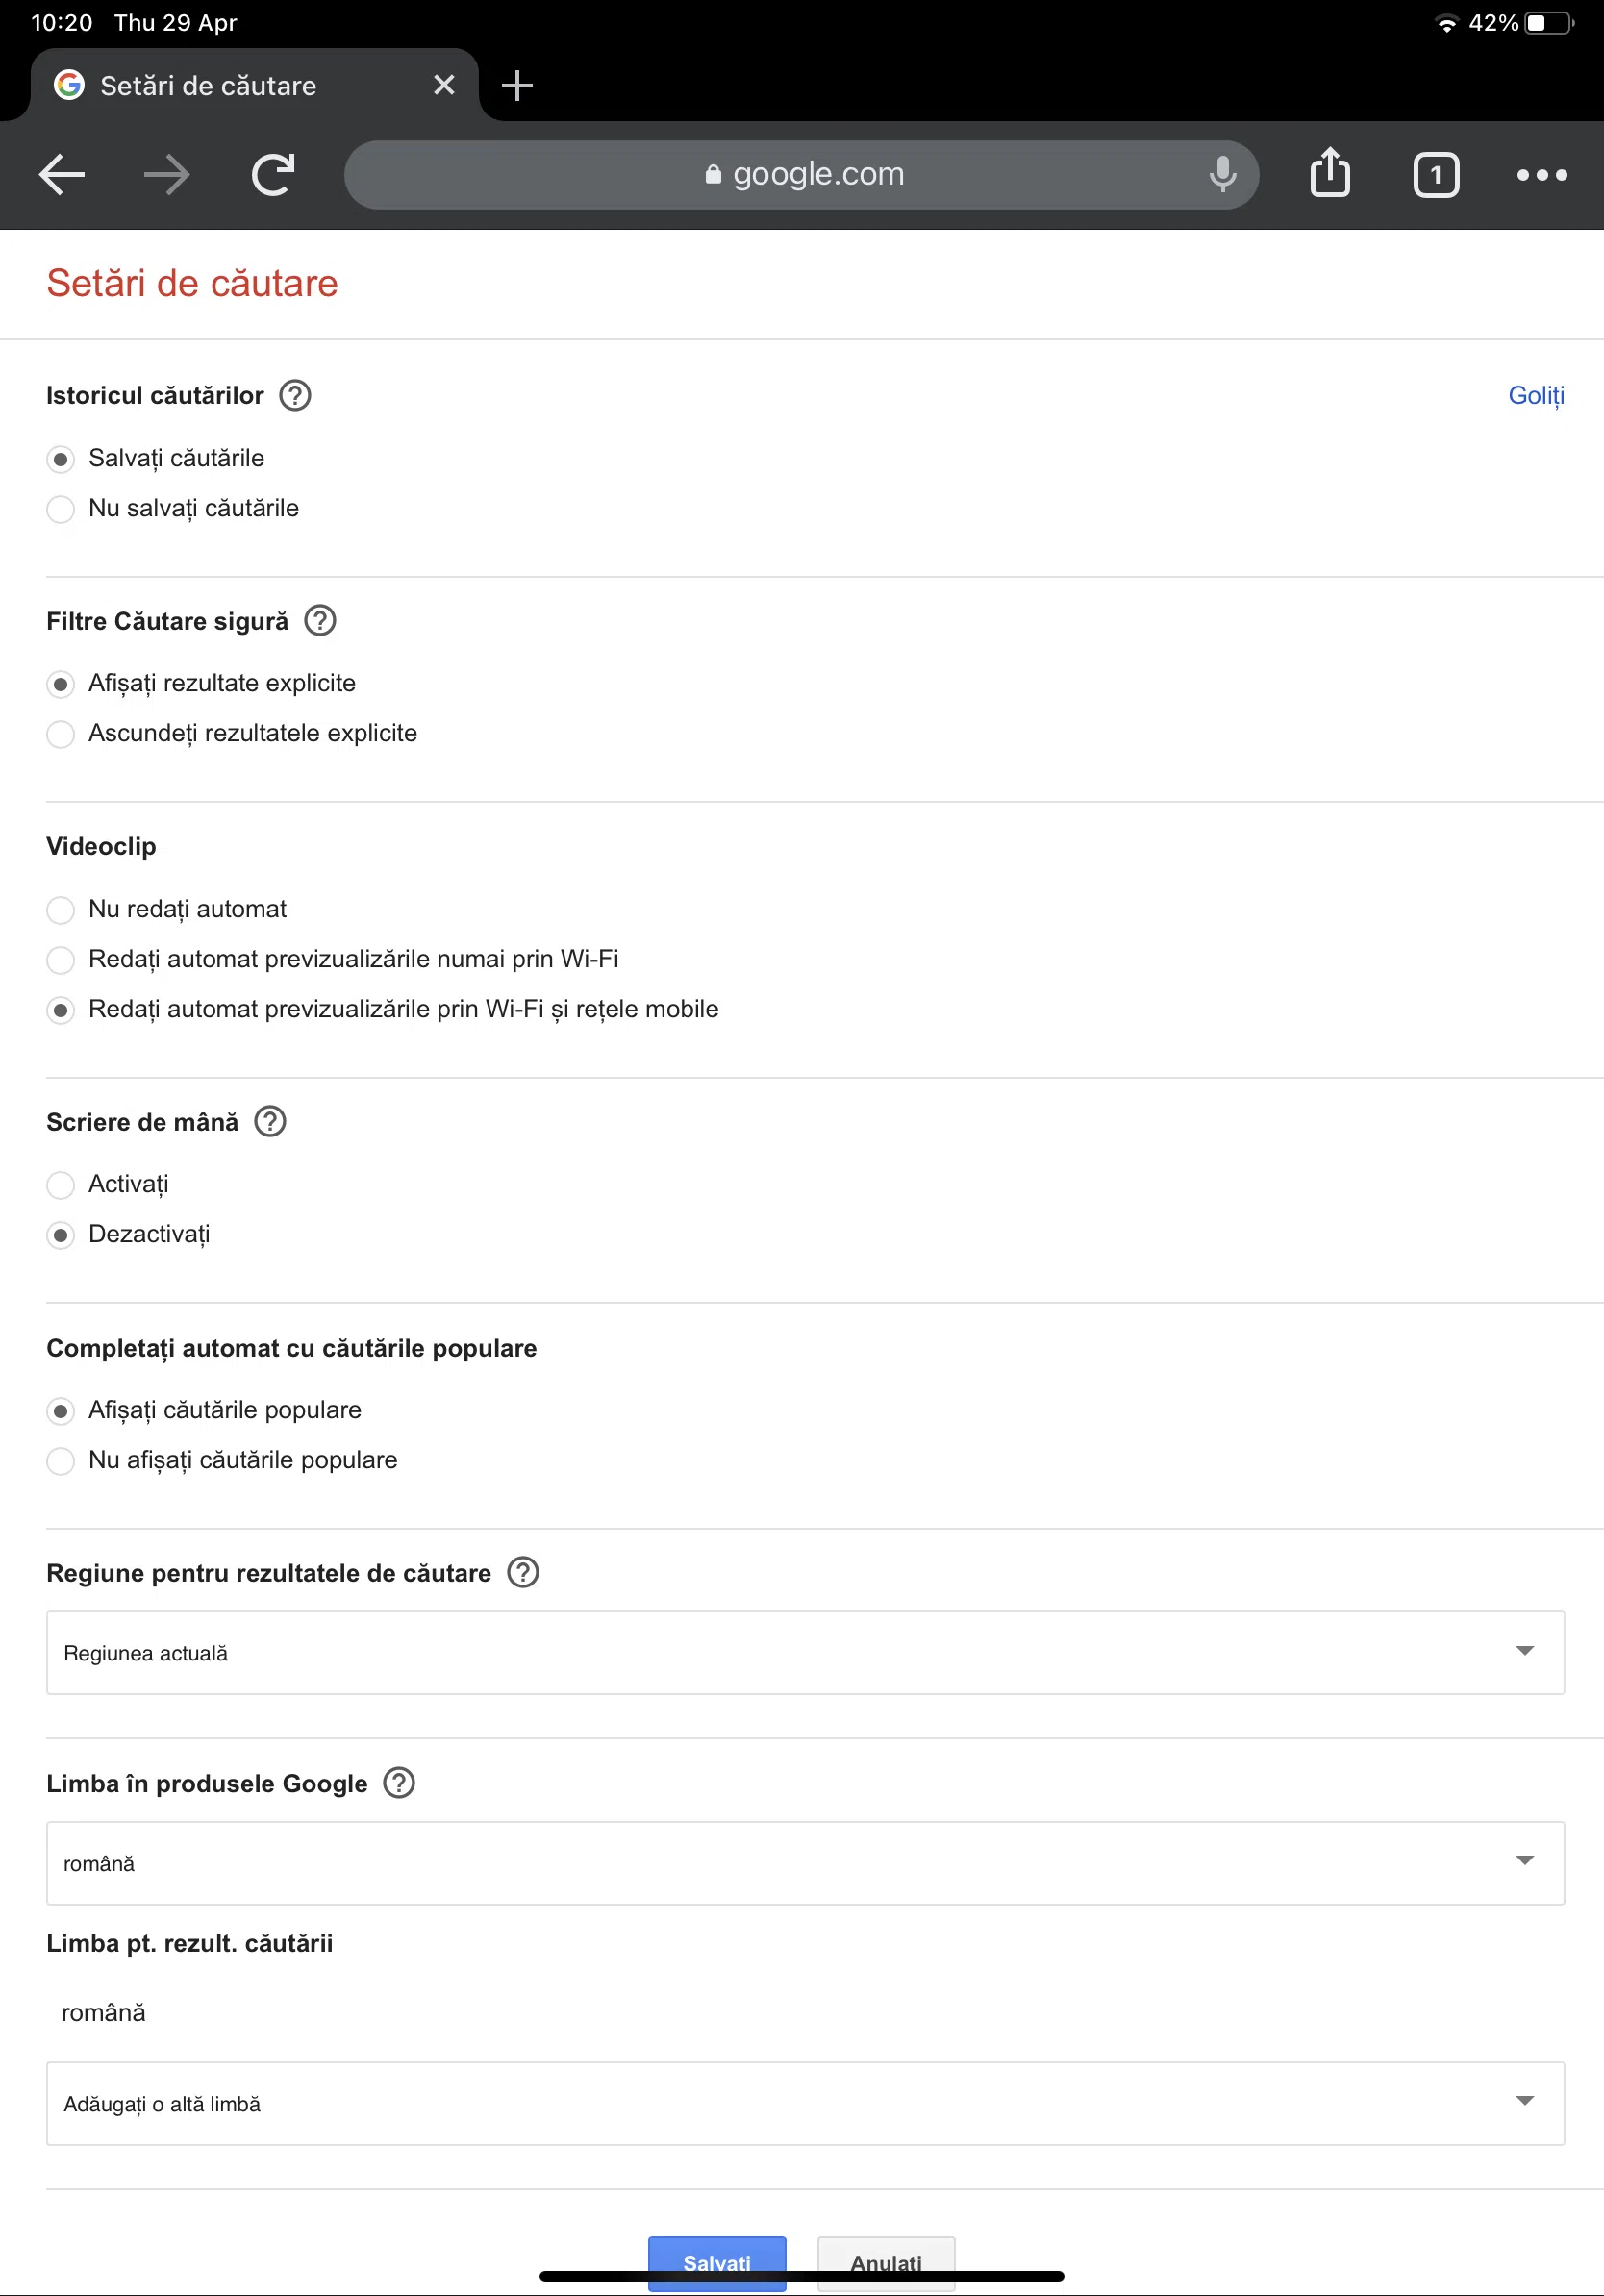 10:20 Thu 29 Apr 42%
Setări de căutare
google.com 1
Setări de căutare
Istoricul căutărilor ? Goliți
Salvați căutările
Nu salvați căutările
Filtre Căutare sigură ?
Afișați rezultate explicite
Ascundeți rezultatele explicite
Videoclip
Nu redați automat
Redați automat previzualizările numai prin Wi-Fi
Redați automat previzualizările prin Wi-Fi și rețele mobile
Scriere de mână ?
Activați
Dezactivați
Completați automat cu căutările populare
Afișați căutările populare
Nu afișați căutările populare
Regiune pentru rezultatele de căutare ?
Regiunea actuală
Limba în produsele Google ?
română
Limba pt. rezult. căutării
română
Adăugați o altă limbă
Salvați Anulați